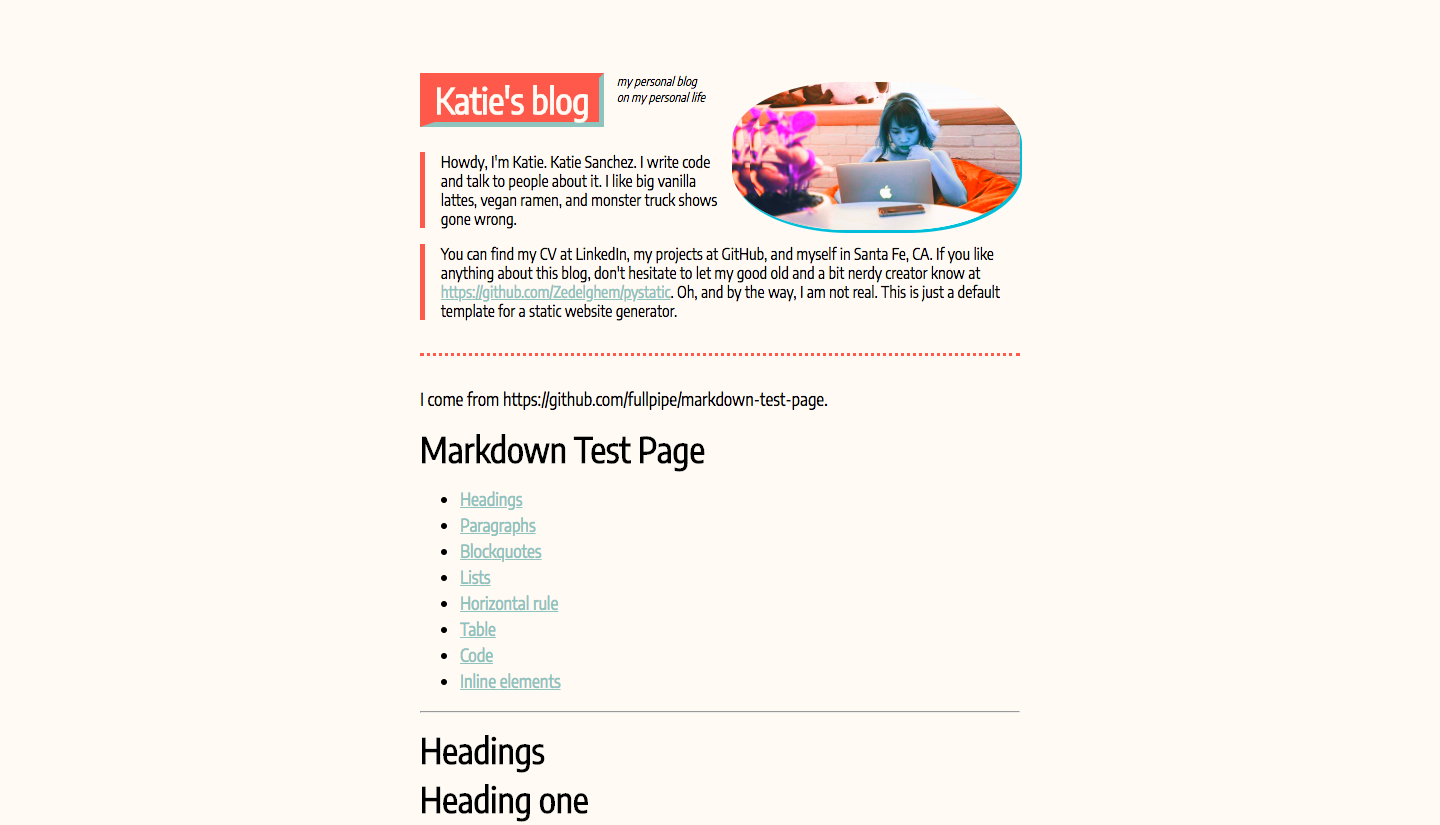 Katie's blog
my personal blog
on my personal life
Howdy, I'm Katie. Katie Sanchez. I write code
and talk to people about it. I like big vanilla
lattes, vegan ramen, and monster truck shows
gone wrong.
You can find my CV at LinkedIn, my projects at GitHub, and myself in Santa Fe, CA. If you like
anything about this blog, don't hesitate to let my good old and a bit nerdy creator know at
https://github.com/Zedelghem/pystatic. Oh, and by the way, I am not real. This is just a default
template for a static website generator.
I come from https://github.com/fullpipe/markdown-test-page.
Markdown Test Page
Headings
Paragraphs
Blockquotes
Lists
Horizontal rule
Table
Code
Inline elements
Headings
Heading one